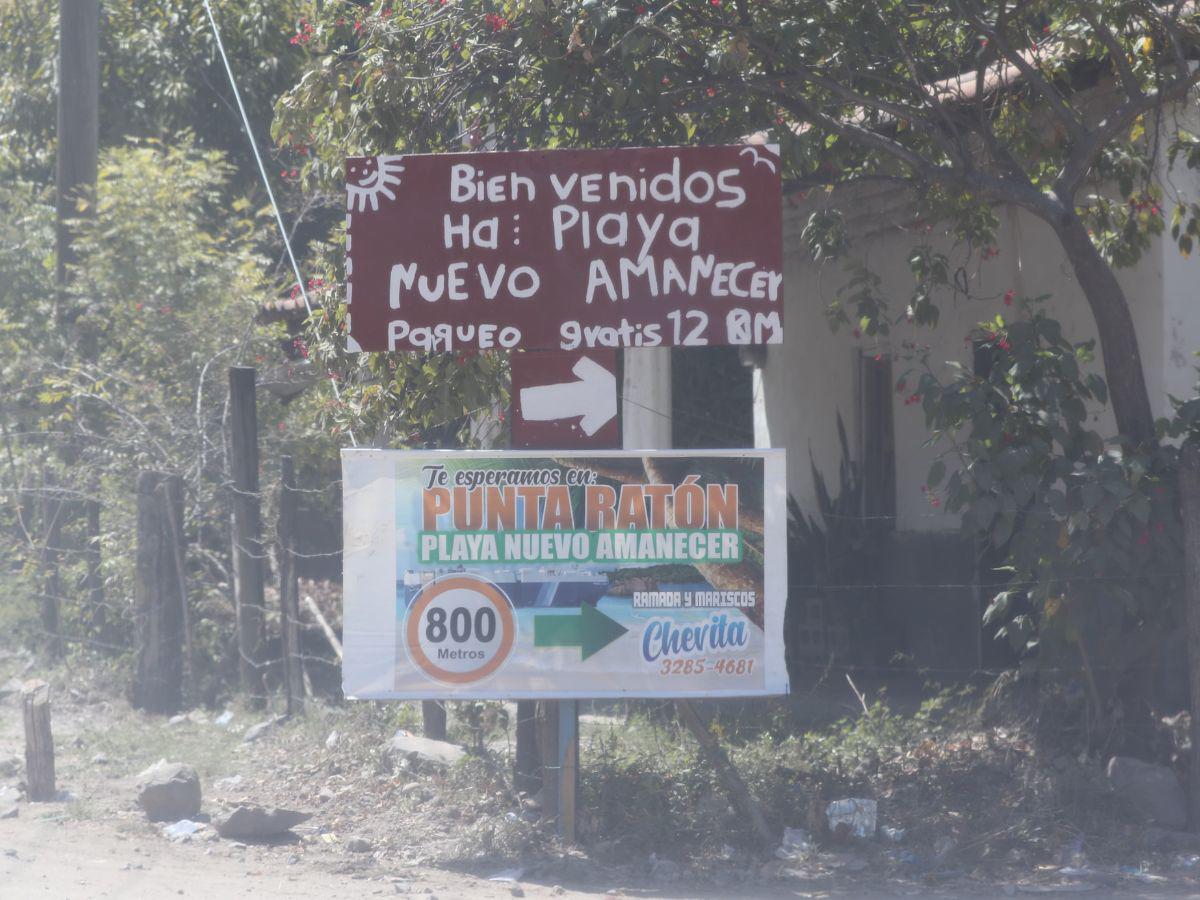 Bien venidos
Ha: Playa
NUEVO AMANECER
PaqUEO gratis 12 KM
Te esperamos en:
PUNTA RATÓN
PLAYA NUEVO AMANECER
800
Metros
RAMADA Y MARISCOS
Chevita
3285-4681